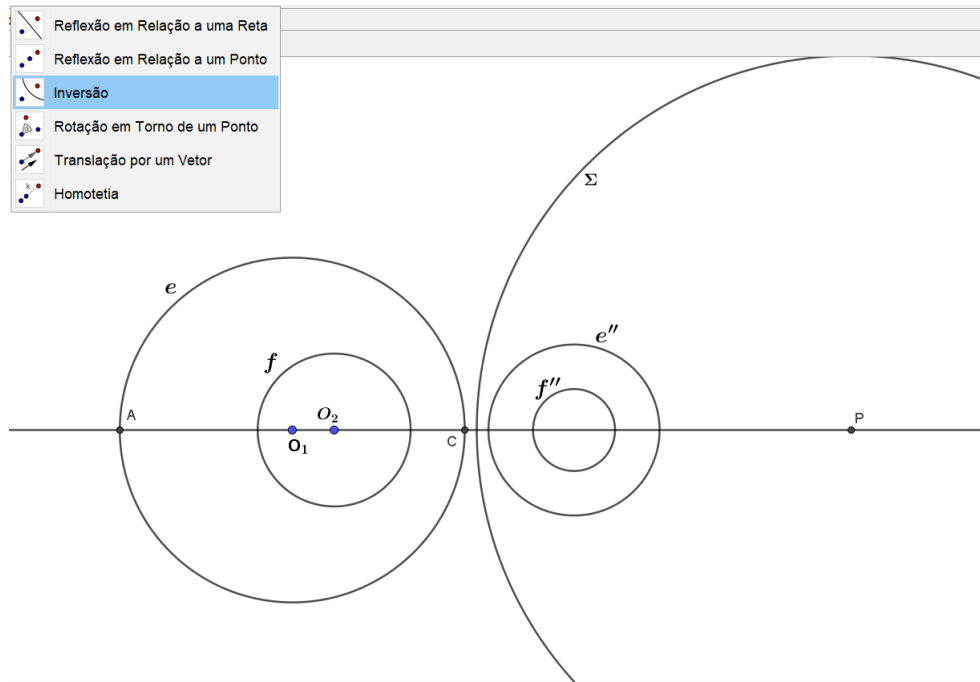 Reflexão em Relação a uma Reta
Reflexão em Relação a um Ponto
Inversão
Rotação em Torno de um Ponto
Translação por um Vetor
k
Homotetia
Σ
e
f
e″
f″
A
O₂
O₁
C
P